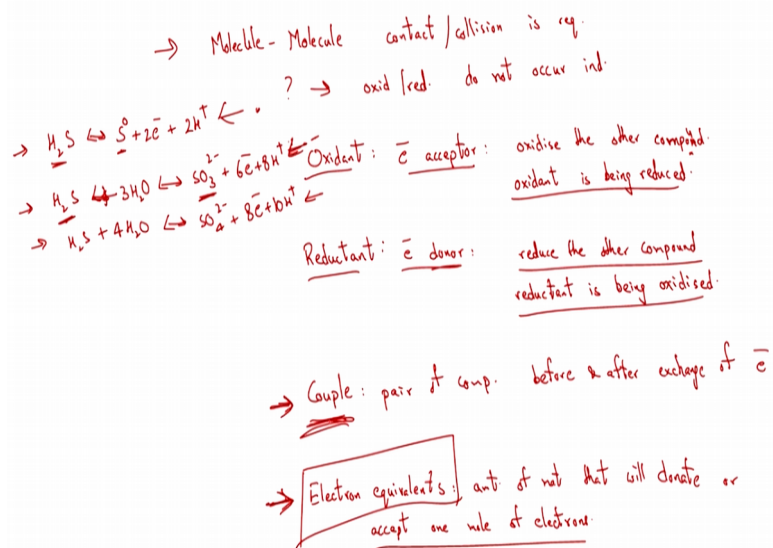 → Molecule - Molecule contact / collision is req.
? → oxid / red. do not occur ind.
→ H₂S ↔ S⁰ + 2e⁻ + 2H⁺ ←
→ H₂S + 3H₂O ↔ SO₃²⁻ + 6e⁻ + 8H⁺ ←
→ H₂S + 4H₂O ↔ SO₄²⁻ + 8e⁻ + 10H⁺ ←
Oxidant : e⁻ acceptor : oxidise the other compound.
oxidant is being reduced.
Reductant : e⁻ donor : reduce the other compound
reductant is being oxidised.
→ Couple : pair of comp. before & after exchange of e⁻
→ Electron equivalents : amt. of mat that will donate or
accept one mole of electrons.